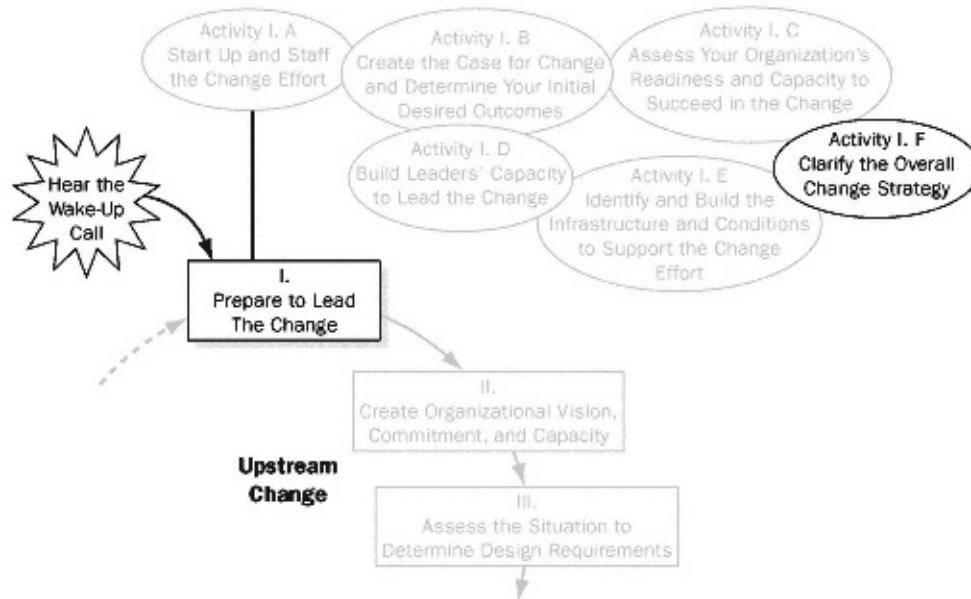 Activity I. A
Start Up and Staff
the Change Effort
Activity I. B
Create the Case for Change
and Determine Your Initial
Desired Outcomes
Activity I. C
Assess Your Organization's
Readiness and Capacity to
Succeed in the Change
Activity I. D
Build Leaders' Capacity
to Lead the Change
Activity I. E
Identify and Build the
Infrastructure and Conditions
to Support the Change
Effort
Activity I. F
Clarify the Overall
Change Strategy
Hear the
Wake-Up
Call
I.
Prepare to Lead
The Change
II.
Create Organizational Vision,
Commitment, and Capacity
Upstream
Change
III.
Assess the Situation to
Determine Design Requirements